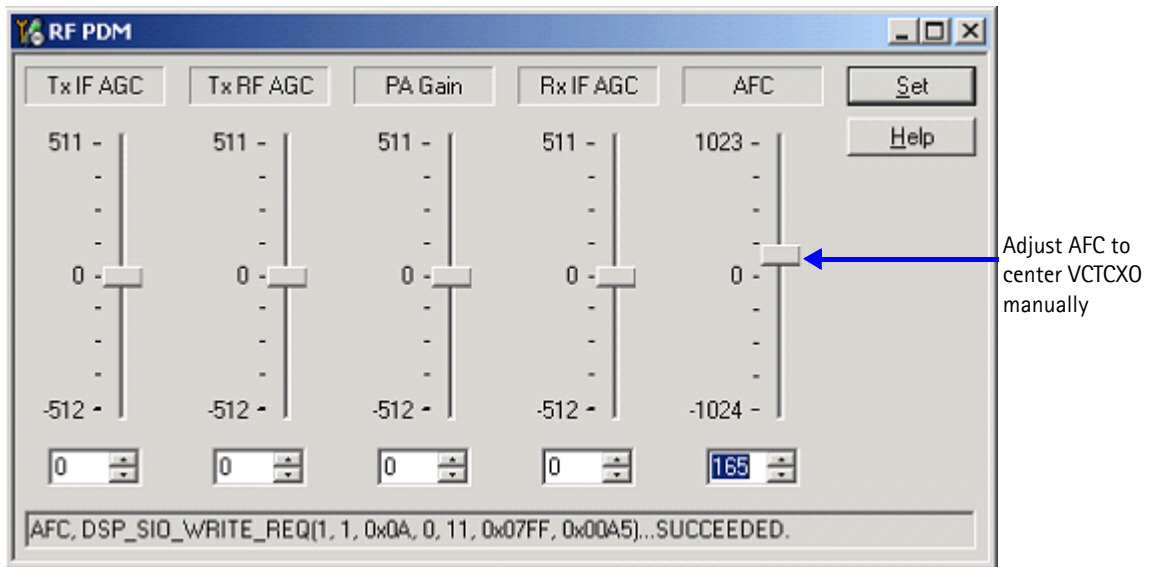 RF PDM
Tx IF AGC Tx RF AGC PA Gain Rx IF AGC AFC Set
Help
511 - 511 - 511 - 511 - 1023 -
0 - 0 - 0 - 0 - 0 -
-512 - -512 - -512 - -512 - -1024 -
0 0 0 0 165
AFC, DSP_SIO_WRITE_REQ(1, 1, 0x0A, 0, 11, 0x07FF, 0x00A5)...SUCCEEDED.
Adjust AFC to
center VCTCXO
manually